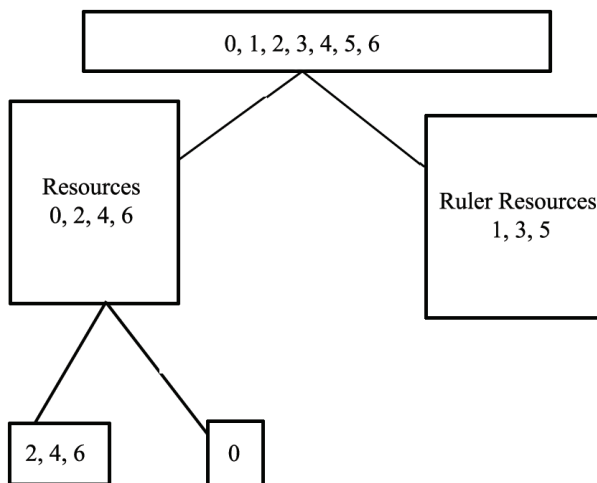 0, 1, 2, 3, 4, 5, 6
Resources
0, 2, 4, 6
Ruler Resources
1, 3, 5
2, 4, 6
0